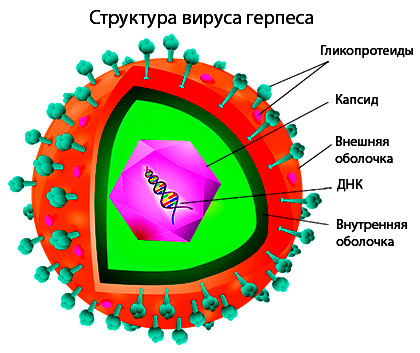 Структура вируса герпеса
Гликопротеиды
Капсид
Внешняя
оболочка
ДНК
Внутренняя
оболочка